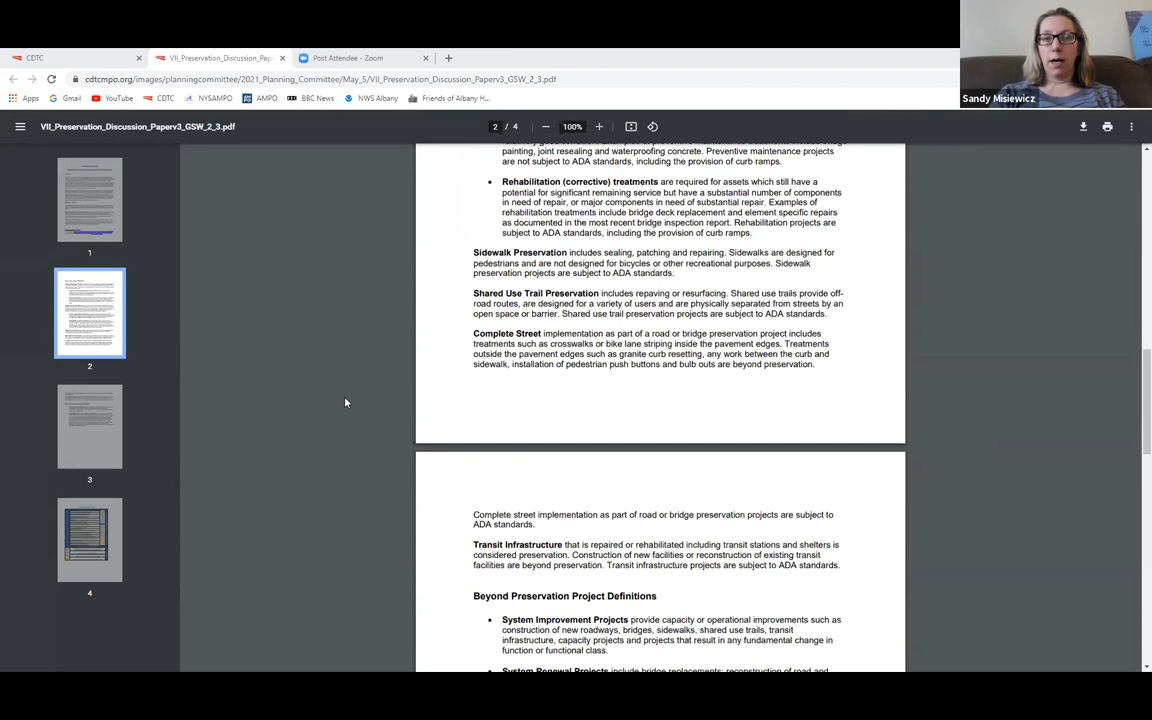 CDTC
VII_Preservation_Discussion_Pap
Post Attendee - Zoom
cdtcmpo.org/images/planningcommittee/2021_Planning_Committee/May_5/VII_Preservation_Discussion_Paperv3_GSW_2_3.pdf
Apps
Gmail
YouTube
CDTC
NYSAMPO
AMPO
BBC News
NWS Albany
Friends of Albany H...
Sandy Misiewicz
VII_Preservation_Discussion_Paperv3_GSW_2_3.pdf
2 / 4
100%
1
2
3
4
painting, joint resealing and waterproofing concrete. Preventive maintenance projects
are not subject to ADA standards, including the provision of curb ramps.
• Rehabilitation (corrective) treatments are required for assets which still have a
potential for significant remaining service but have a substantial number of components
in need of repair, or major components in need of substantial repair. Examples of
rehabilitation treatments include bridge deck replacement and element specific repairs
as documented in the most recent bridge inspection report. Rehabilitation projects are
subject to ADA standards, including the provision of curb ramps.
Sidewalk Preservation includes sealing, patching and repairing. Sidewalks are designed for
pedestrians and are not designed for bicycles or other recreational purposes. Sidewalk
preservation projects are subject to ADA standards.
Shared Use Trail Preservation includes repaving or resurfacing. Shared use trails provide off-
road routes, are designed for a variety of users and are physically separated from streets by an
open space or barrier. Shared use trail preservation projects are subject to ADA standards.
Complete Street implementation as part of a road or bridge preservation project includes
treatments such as crosswalks or bike lane striping inside the pavement edges. Treatments
outside the pavement edges such as granite curb resetting, any work between the curb and
sidewalk, installation of pedestrian push buttons and bulb outs are beyond preservation.
Complete street implementation as part of road or bridge preservation projects are subject to
ADA standards.
Transit Infrastructure that is repaired or rehabilitated including transit stations and shelters is
considered preservation. Construction of new facilities or reconstruction of existing transit
facilities are beyond preservation. Transit infrastructure projects are subject to ADA standards.
Beyond Preservation Project Definitions
• System Improvement Projects provide capacity or operational improvements such as
construction of new roadways, bridges, sidewalks, shared use trails, transit
infrastructure, capacity projects and projects that result in any fundamental change in
function or functional class.
System Renewal Projects include bridge replacements; reconstruction of road and